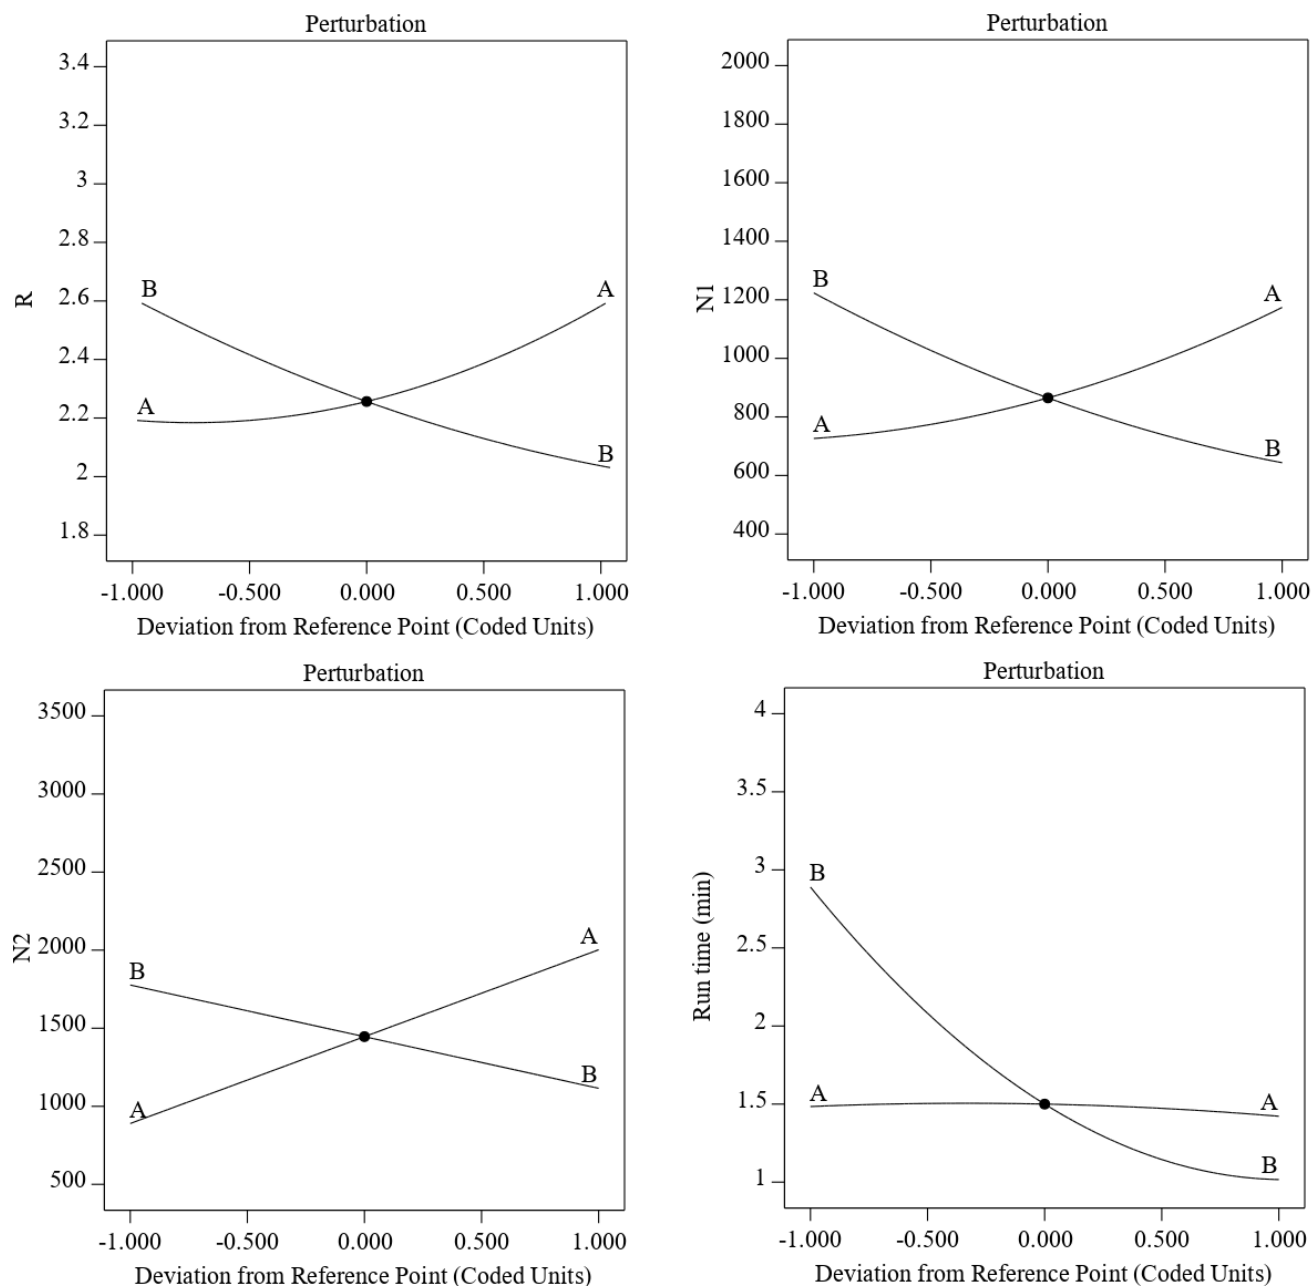 Perturbation
3.4
3.2
3
2.8
2.6
2.4
2.2
2
1.8
R
B
A
A
B
-1.000 -0.500 0.000 0.500 1.000
Deviation from Reference Point (Coded Units)
Perturbation
2000
1800
1600
1400
1200
1000
800
600
400
N1
B
A
A
B
-1.000 -0.500 0.000 0.500 1.000
Deviation from Reference Point (Coded Units)
Perturbation
3500
3000
2500
2000
1500
1000
500
N2
A
B
B
A
-1.000 -0.500 0.000 0.500 1.000
Deviation from Reference Point (Coded Units)
Perturbation
4
3.5
3
2.5
2
1.5
1
Run time (min)
B
A
A
B
-1.000 -0.500 0.000 0.500 1.000
Deviation from Reference Point (Coded Units)